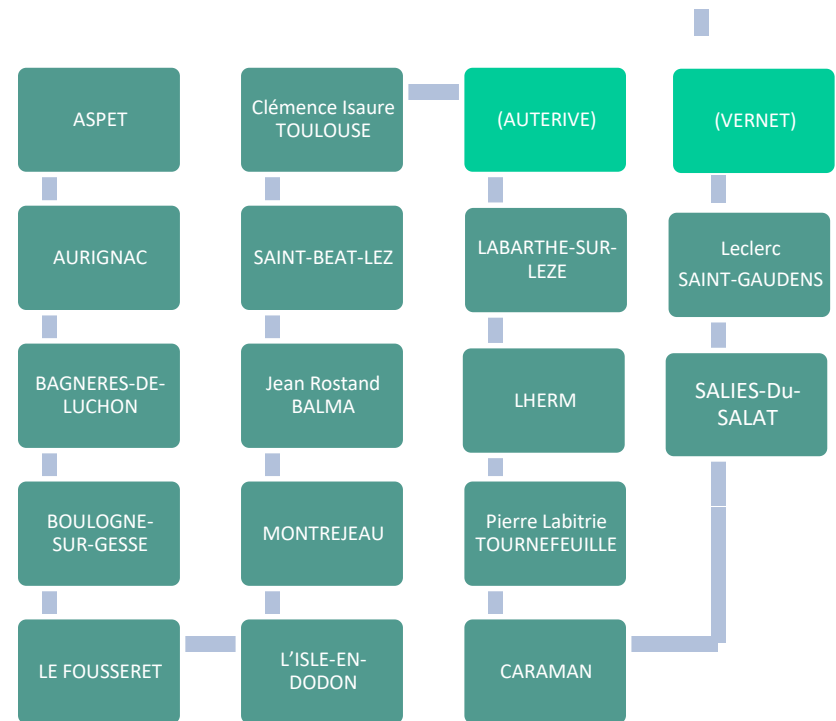 ASPET
AURIGNAC
BAGNERES-DE-
LUCHON
BOULOGNE-
SUR-GESSE
LE FOUSSERET
L’ISLE-EN-
DODON
MONTREJEAU
Jean Rostand
BALMA
SAINT-BEAT-LEZ
Clémence Isaure
TOULOUSE
(AUTERIVE)
LABARTHE-SUR-
LEZE
LHERM
Pierre Labitrie
TOURNEFEUILLE
CARAMAN
SALIES-Du-
SALAT
Leclerc
SAINT-GAUDENS
(VERNET)